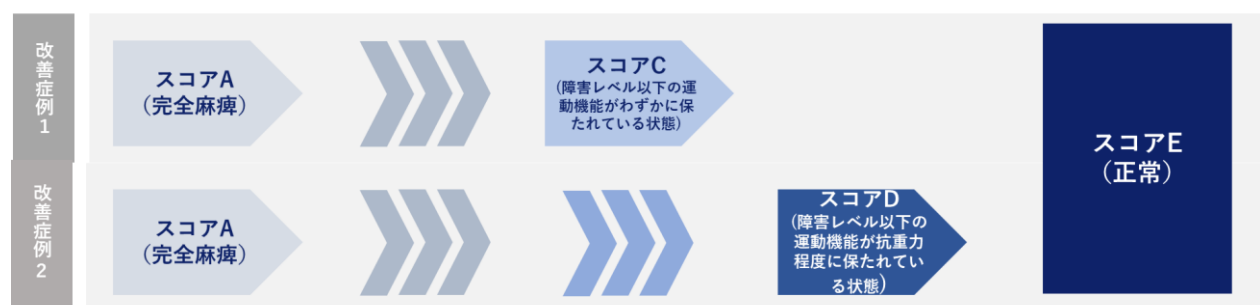 改善症例1
スコアA
（完全麻痺）
スコアC
（障害レベル以下の運
動機能がわずかに保
たれている状態）
スコアE
（正常）
改善症例2
スコアA
（完全麻痺）
スコアD
（障害レベル以下の
運動機能が抗重力
程度に保たれてい
る状態）